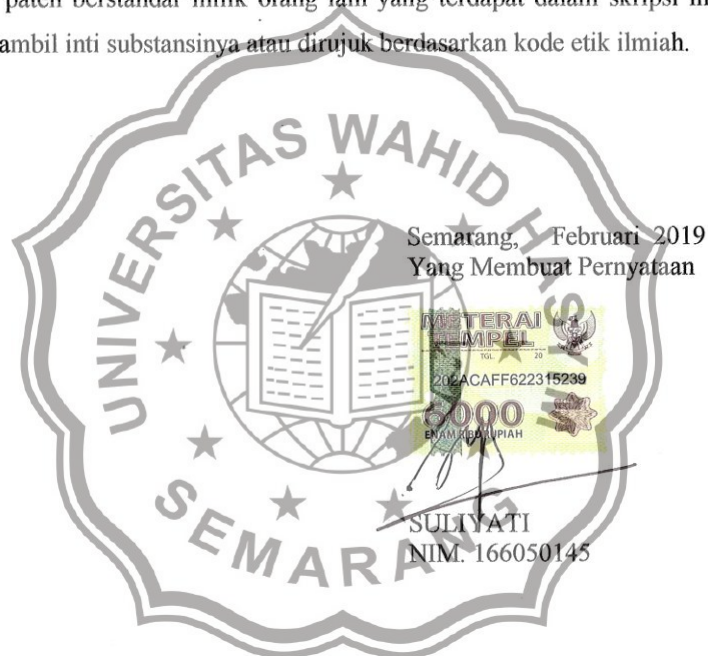 paten berstandar milik orang lain yang terdapat dalam skripsi
ambil inti substansinya atau dirujuk berdasarkan kode etik ilmiah.
UNIVERSITAS WAHID HASYIM
Semarang, Februari 2019
Yang Membuat Pernyataan
METERAI
TEMPEL
TGL. 20
202ACAFF622315239
6000
ENAM RIBU RUPIAH
SULIYATI
NIM. 166050145
SEMARANG